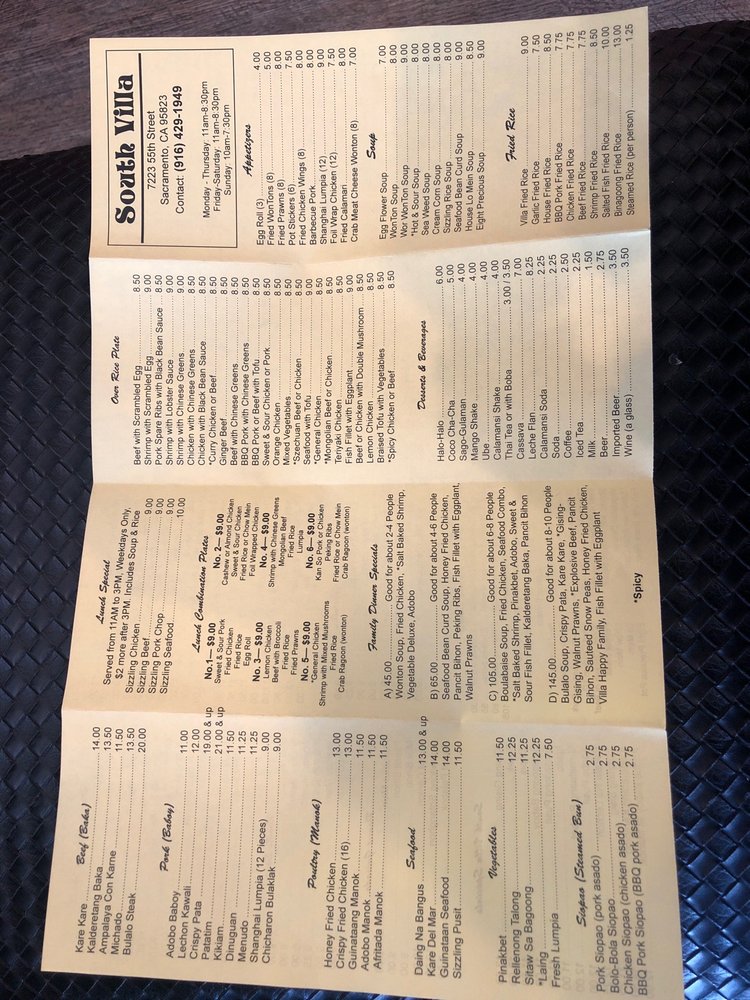 Beef (Baka)
Kare Kare 14.00
Kalderetang Baka 13.50
Ampalaya Con Karne 11.50
Michado 13.50
Bulalo Steak 20.00
Pork (Baboy)
Adobo Baboy 11.00
Lechon Kawali 12.00
Crispy Pata 19.00 & up
Patatim 21.00 & up
Kikiam 11.50
Dinuguan 11.25
Menudo 11.25
Shanghai Lumpia (12 Pieces) 9.00
Chicharon Bulaklak 9.00
Poultry (Manok)
Honey Fried Chicken 13.00
Crispy Fried Chicken (16) 13.00
Guinataang Manok 11.50
Adobo Manok 11.50
Afritada Manok 11.50
Seafood
Daing Na Bangus 13.00 & up
Kare Del Mar 14.00
Guinataan Seafood 14.00
Sizzling Pusit 11.50
Vegetables
Pinakbet 11.50
Rellenong Talong 12.25
Sitaw Sa Bagoong 11.25
*Laing 12.25
Fresh Lumpia 7.50
Siopao (Steamed Bun)
Pork Siopao (pork asado) 2.75
Bolo-Bola Siopao 2.75
Chicken Siopao (chicken asado) 2.75
BBQ Pork Siopao (BBQ pork asado) 2.75
Lunch Special
Served from 11AM to 3PM, Weekdays Only,
$2 more after 3PM. Includes Soup & Rice
Sizzling Chicken 9.00
Sizzling Beef 9.00
Sizzling Pork Chop 9.00
Sizzling Seafood 10.00
Lunch Combination Plates
No.1— $9.00
Sweet & Sour Pork
Fried Chicken
Fried Rice
Egg Roll
No. 2— $9.00
Cashew or Almond Chicken
Sweet & Sour Chicken
Fried Rice or Chow Mein
Foil Wrapped Chicken
No. 3— $9.00
Lemon Chicken
Beef with Broccoli
Fried Rice
Fried Prawns
No. 4— $9.00
Shrimp with Chinese Greens
Mongolian Beef
Fried Rice
Lumpia
No. 5— $9.00
*General Chicken
Shrimp with Mixed Mushrooms
Fried Rice
Crab Ragoon (wonton)
No. 6— $9.00
Kan So Pork or Chicken
Peking Ribs
Fried Rice or Chow Mein
Crab Ragoon (wonton)
Family Dinner Specials
A) 45.00 Good for about 2-4 People
Wonton Soup, Fried Chicken, *Salt Baked Shrimp,
Vegetable Deluxe, Adobo
B) 65.00 Good for about 4-6 People
Seafood Bean Curd Soup, Honey Fried Chicken,
Pancit Bihon, Peking Ribs, Fish Fillet with Eggplant,
Walnut Prawns
C) 105.00 Good for about 6-8 People
Boulabaise Soup, Fried Chicken, Seafood Combo,
*Salt Baked Shrimp, Pinakbet, Adobo, Sweet &
Sour Fish Fillet, Kalderetang Baka, Pancit Bihon
D) 145.00 Good for about 8-10 People
Bulalo Soup, Crispy Pata, Kare Kare, *Gising-
Gising, Walnut Prawns, *Explosive Beef, Pancit
Bihon, Sauteed Snow Peas, Honey Fried Chicken,
Villa Happy Family, Fish Fillet with Eggplant
*Spicy
Over Rice Plate
Beef with Scrambled Egg 8.50
Shrimp with Scrambled Egg 9.00
Pork Spare Ribs with Black Bean Sauce 8.50
Shrimp with Lobster Sauce 9.00
Shrimp with Chinese Greens 9.00
Chicken with Chinese Greens 8.50
Chicken with Black Bean Sauce 8.50
*Curry Chicken or Beef 8.50
Ginger Beef 8.50
Beef with Chinese Greens 8.50
BBQ Pork with Chinese Greens 8.50
BBQ Pork or Beef with Tofu 8.50
Sweet & Sour Chicken or Pork 8.50
Orange Chicken 8.50
Mixed Vegetables 8.50
*Szechuan Beef or Chicken 8.50
Seafood with Tofu 9.00
*General Chicken 8.50
*Mongolian Beef or Chicken 8.50
Teriyaki Chicken 8.50
Fish Fillet with Eggplant 9.00
Beef or Chicken with Double Mushroom 8.50
Lemon Chicken 8.50
Braised Tofu with Vegetables 8.50
*Spicy Chicken or Beef 8.50
Desserts & Beverages
Halo-Halo 6.00
Coco Cha-Cha 5.00
Sago Gulaman 4.00
Mango Shake 4.00
Ube 4.00
Calamansi Shake 4.00
Thai Tea or with Boba 3.00 / 3.50
Cassava 7.00
Leche Flan 8.25
Calamansi Soda 2.25
Soda 2.25
Coffee 2.50
Iced Tea 2.25
Milk 1.50
Beer 2.75
Imported Beer 3.50
Wine (a glass) 3.50
South Villa
7223 55th Street
Sacramento, CA 95823
Contact: (916) 429-1949
Monday - Thursday: 11am-8:30pm
Friday-Saturday: 11am-8:30pm
Sunday: 10am-7:30pm
Appetizers
Egg Roll (3) 4.00
Fried WonTons (8) 5.00
Fried Prawns (8) 8.00
Pot Stickers (6) 7.50
Fried Chicken Wings (8) 8.00
Barbecue Pork 8.00
Shanghai Lumpia (12) 9.00
Foil Wrap Chicken (12) 7.50
Fried Calamari 8.00
Crab Meat Cheese Wonton (8) 7.00
Soup
Egg Flower Soup 7.00
WonTon Soup 8.00
Wor WonTon Soup 9.00
*Hot & Sour Soup 8.00
Sea Weed Soup 8.00
Cream Corn Soup 8.00
Sizzling Rice Soup 8.00
Seafood Bean Curd Soup 9.00
House Lo Mein Soup 8.50
Eight Precious Soup 9.00
Fried Rice
Villa Fried Rice 9.00
Garlic Fried Rice 7.50
House Fried Rice 8.50
BBQ Pork Fried Rice 7.75
Chicken Fried Rice 7.75
Beef Fried Rice 7.75
Shrimp Fried Rice 8.50
Salted Fish Fried Rice 10.00
Binagoong Fried Rice 13.00
Steamed Rice (per person) 1.25